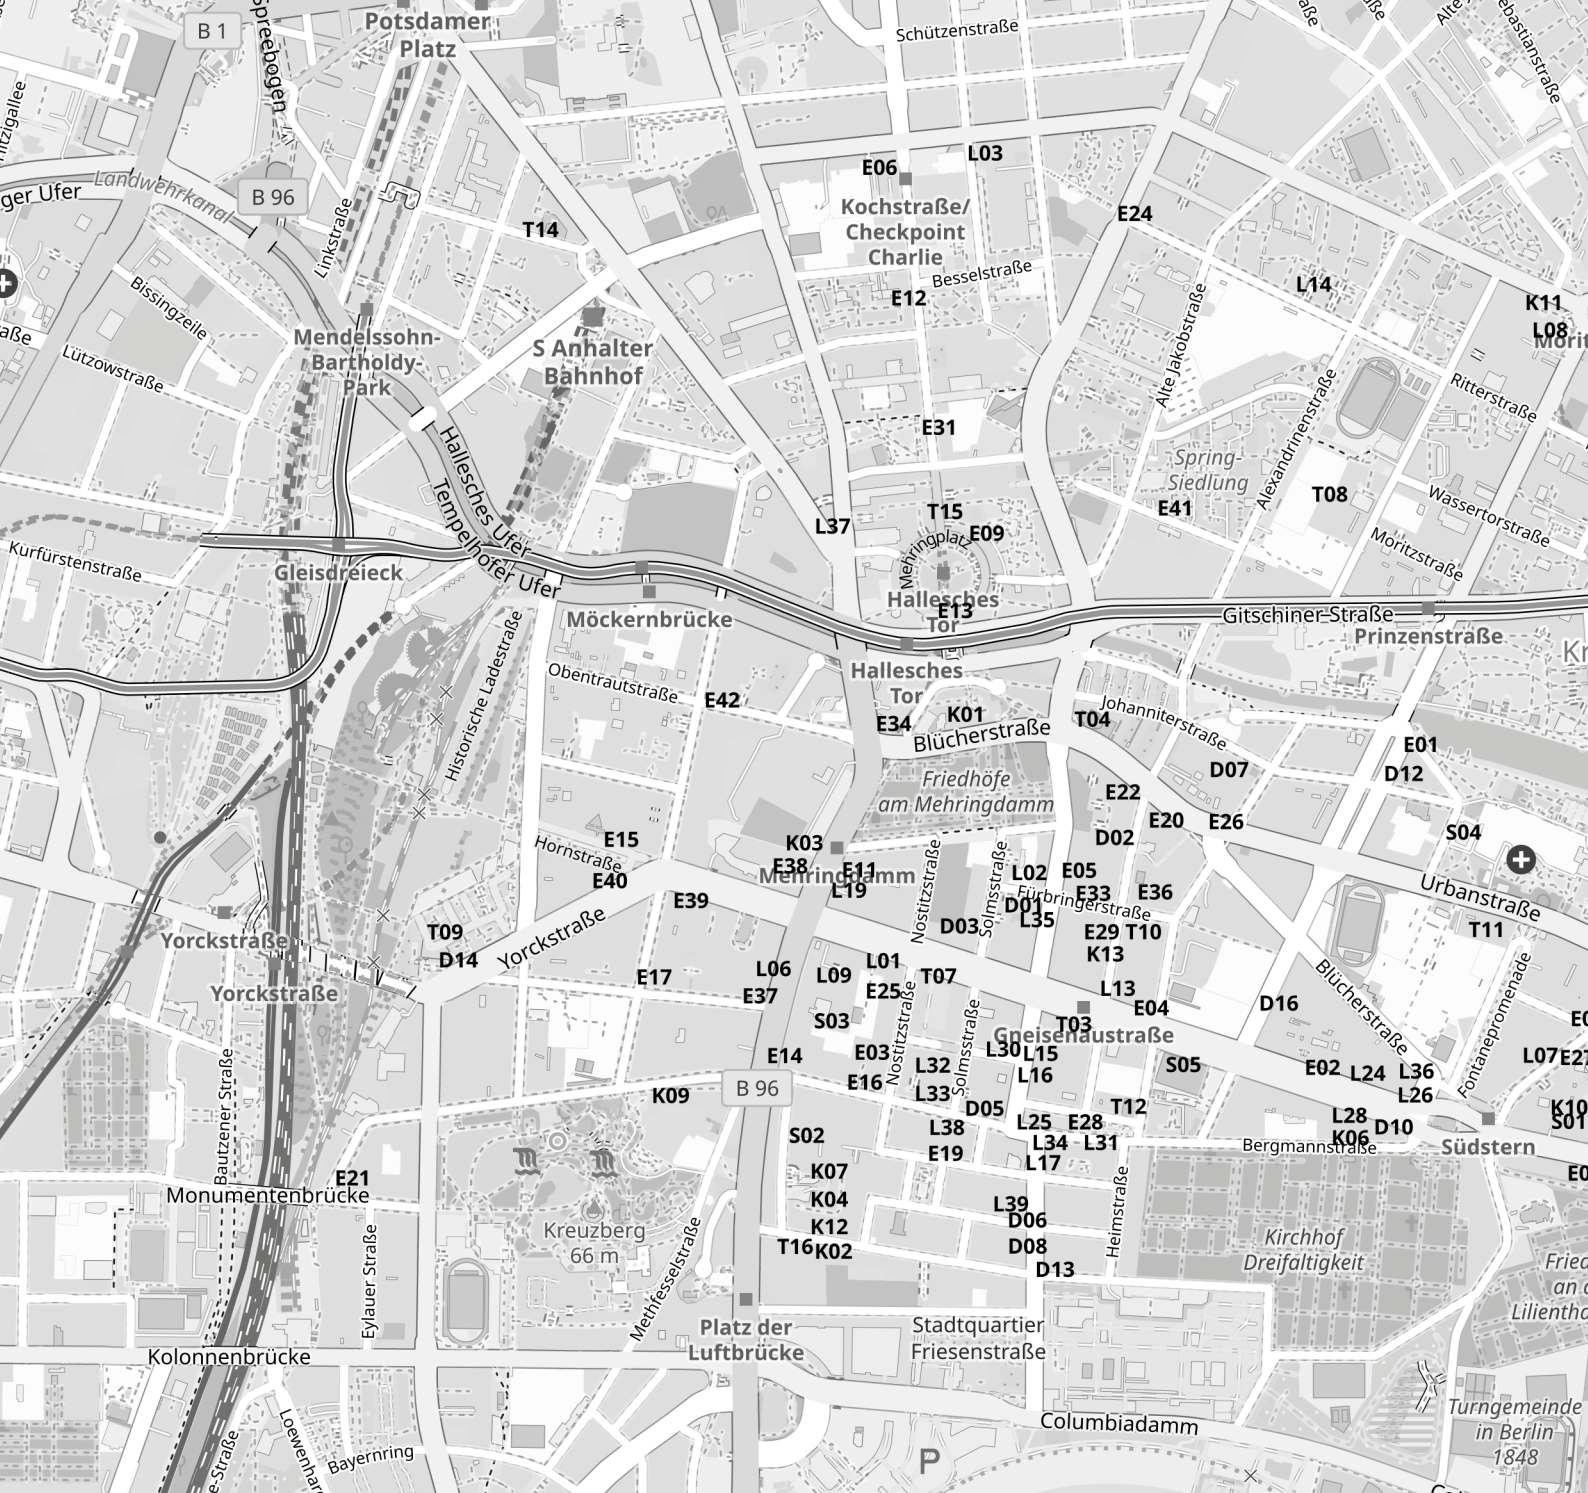 Potsdamer
Platz
B 1
Spreebogen
Schützenstraße
Landwehrkanal
B 96
Linkstraße
E06
L03
Kochstraße/
Checkpoint
Charlie
T14
E24
Besselstraße
E12
L14
K11
L08
Bissingzeile
Lützowstraße
Mendelssohn-
Bartholdy-
Park
S Anhalter
Bahnhof
Alte Jakobstraße
Ritterstraße
Alexandrinenstraße
E31
Spring-
Siedlung
T08
E41
Wassertorstraße
Moritzstraße
Hallesches Ufer
Tempelhofer Ufer
L37
T15
E09
Mehringplatz
Hallesches
Tor
E13
Kurfürstenstraße
Gleisdreieck
Möckernbrücke
Gitschiner Straße
Prinzenstraße
Hallesches
Tor
Obentrautstraße
E42
Historische Ladestraße
E34
K01
Blücherstraße
T04
Johanniterstraße
E01
D12
D07
Friedhöfe
am Mehringdamm
E22
E20
E26
D02
S04
Hornstraße
E15
E40
K03
E38
E11
Mehringdamm
L19
Nostitzstraße
Solmsstraße
L02
E05
E33
E36
Fürbringerstraße
D01
L35
D03
E29
T10
K13
Urbanstraße
T11
E39
T09
D14
Yorckstraße
Yorckstraße
Yorckstraße
E17
L06
E37
L09
L01
E25
T07
L13
E04
D16
Blücherstraße
Fontanepromenade
S03
T03
Gneisenaustraße
E14
E03
E16
Nostitzstraße
Solmsstraße
L32
L33
L30
L15
L16
S05
E02
L24
L36
L26
L07
E27
B 96
K09
D05
L25
E28
T12
L28
D10
K06
K10
S01
Bergmannstraße
Südstern
S02
L38
E19
L34
L31
L17
Bautzener Straße
E21
Monumentenbrücke
K07
K04
K12
T16
K02
L39
D06
D08
D13
Heimstraße
Kreuzberg
66 m
Kirchhof
Dreifaltigkeit
Eylauer Straße
Methfesselstraße
Platz der
Luftbrücke
Stadtquartier
Friesenstraße
Kolonnenbrücke
Bayernring
Columbiadamm
P
Turngemeinde
in Berlin
1848